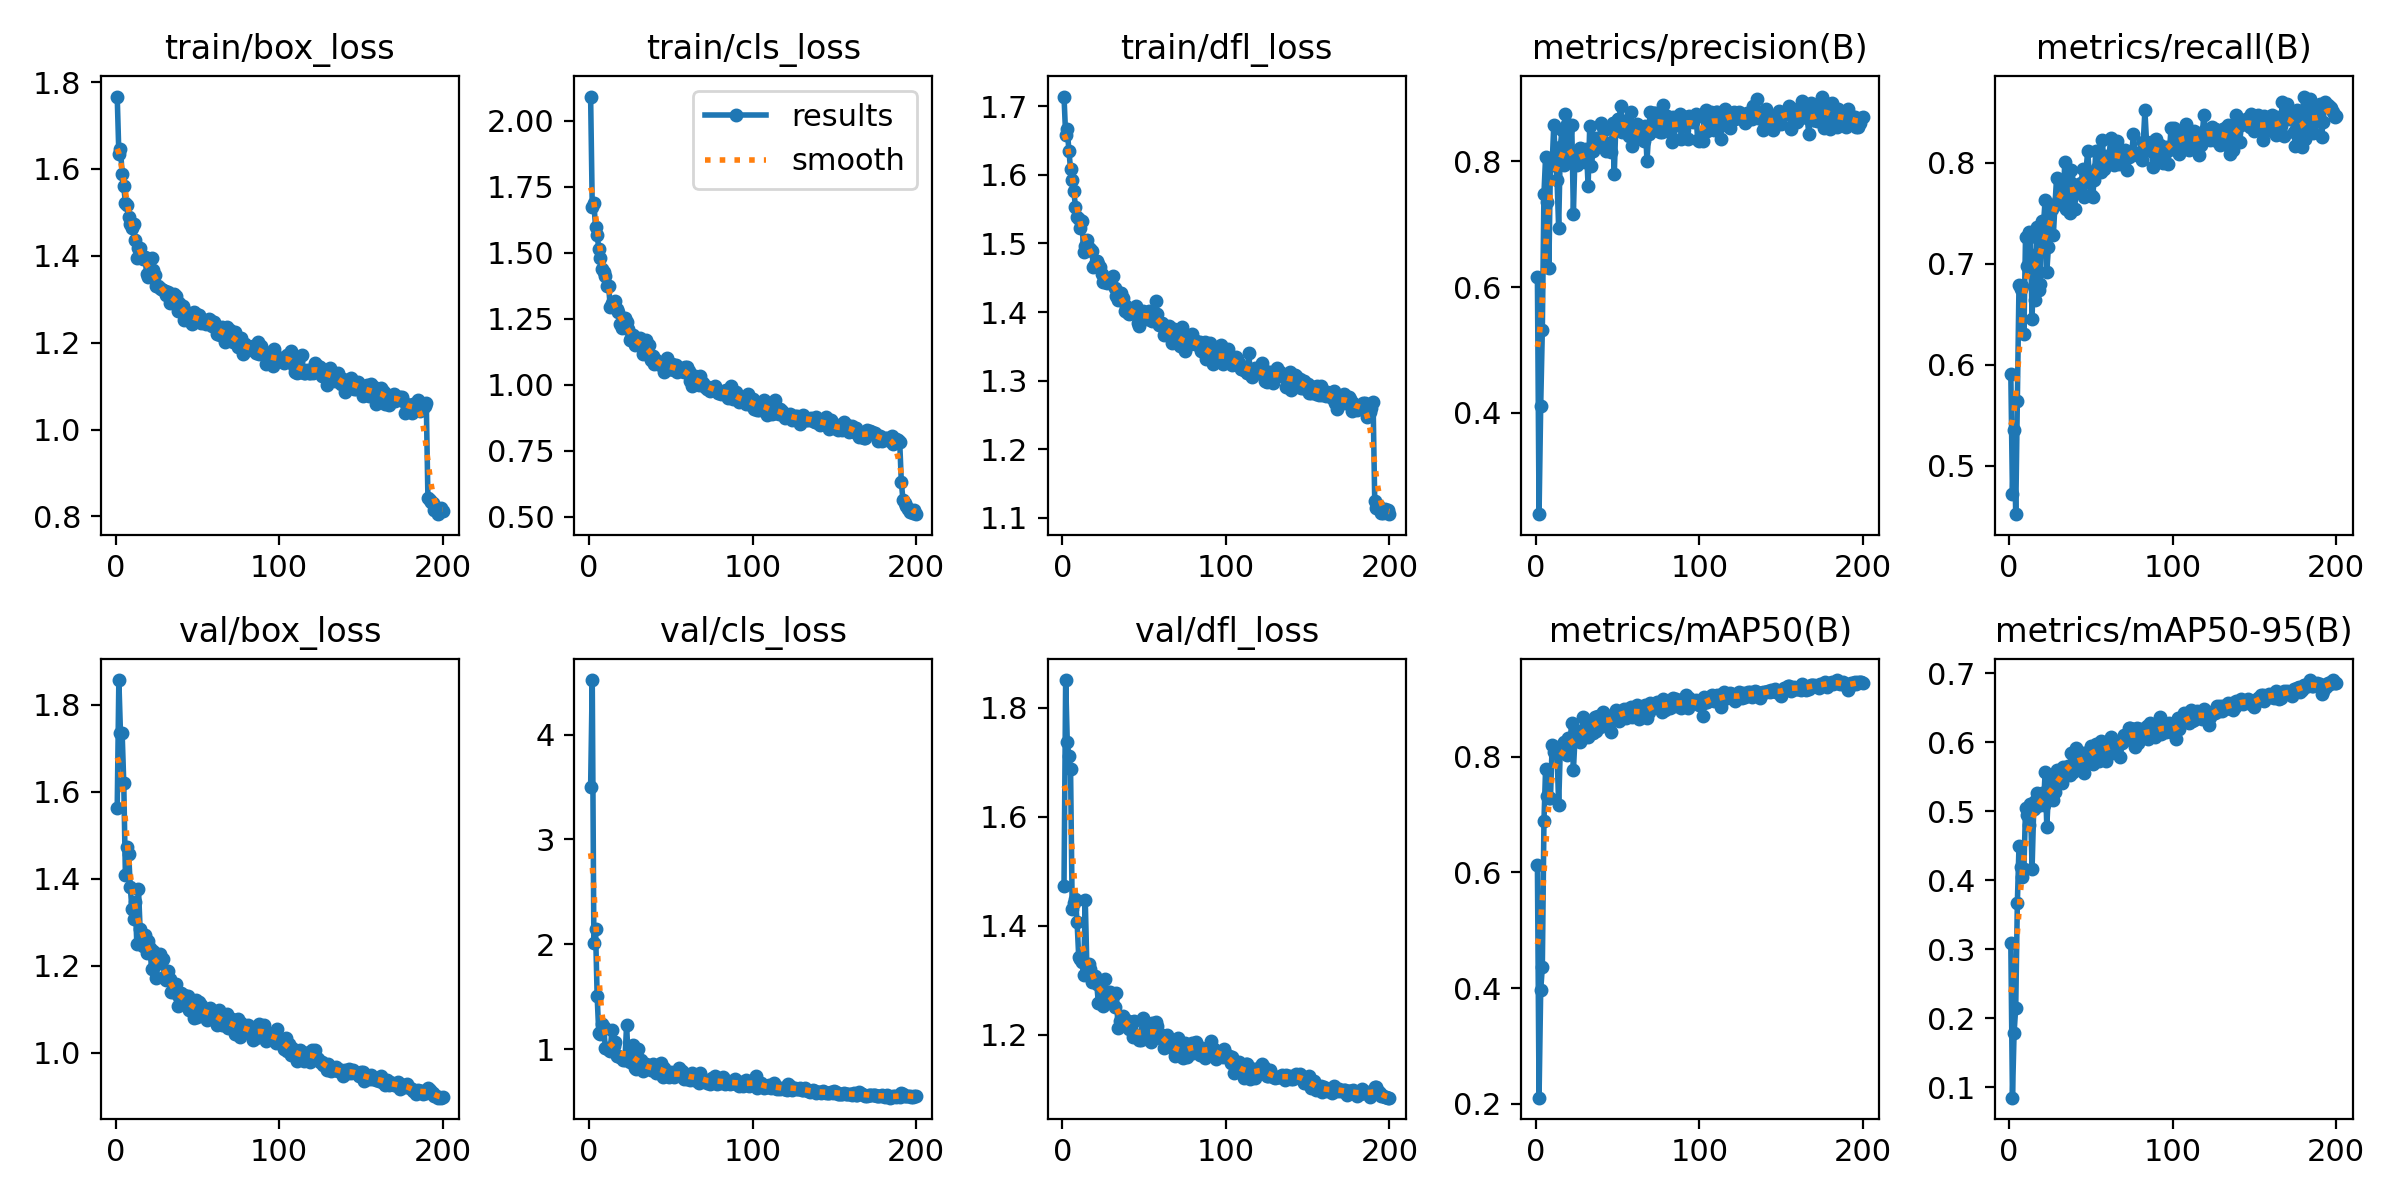 train/box_loss
1.8
1.6
1.4
1.2
1.0
0.8
0 100 200
train/cls_loss
results
smooth
2.00
1.75
1.50
1.25
1.00
0.75
0.50
0 100 200
train/dfl_loss
1.7
1.6
1.5
1.4
1.3
1.2
1.1
0 100 200
metrics/precision(B)
0.8
0.6
0.4
0 100 200
metrics/recall(B)
0.8
0.7
0.6
0.5
0 100 200
val/box_loss
1.8
1.6
1.4
1.2
1.0
0 100 200
val/cls_loss
4
3
2
1
0 100 200
val/dfl_loss
1.8
1.6
1.4
1.2
0 100 200
metrics/mAP50(B)
0.8
0.6
0.4
0.2
0 100 200
metrics/mAP50-95(B)
0.7
0.6
0.5
0.4
0.3
0.2
0.1
0 100 200